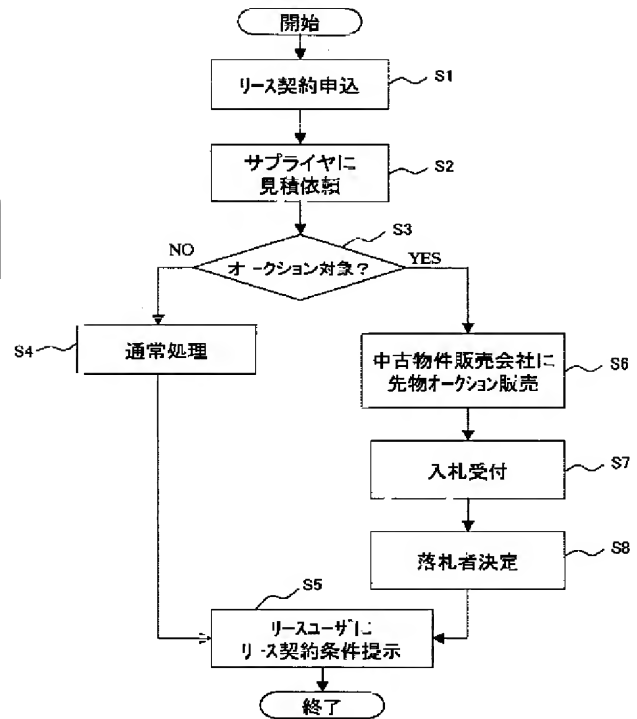 開始
リース契約申込
S1
サプライヤに
見積依頼
S2
S3
NO
オークション対象？
YES
S4
通常処理
中古物件販売会社に
先物オークション販売
S6
入札受付
S7
落札者決定
S8
S5
リースユーザに
リース契約条件提示
終了